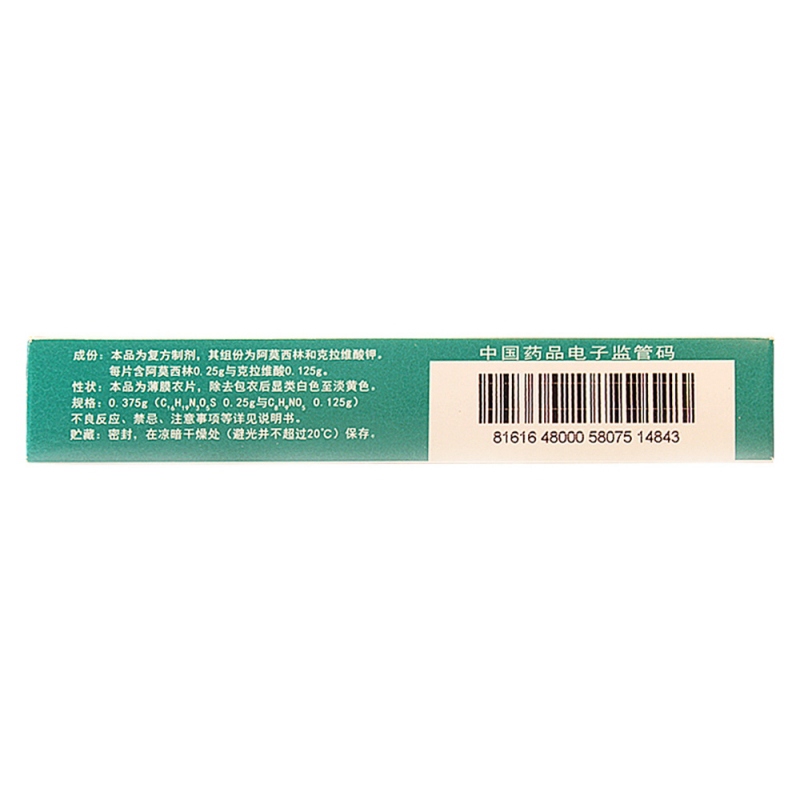 成份：本品为复方制剂，其组份为阿莫西林和克拉维酸钾。
每片含阿莫西林0.25g与克拉维酸0.125g。
性状：本品为薄膜衣片，除去包衣后显类白色至淡黄色。
规格：0.375g（C₁₆H₁₉N₃O₅S 0.25g与C₈H₉NO₅ 0.125g）
不良反应、禁忌、注意事项等详见说明书。
贮藏：密封，在凉暗干燥处（避光并不超过20℃）保存。
中国药品电子监管码
81616 48000 58075 14843